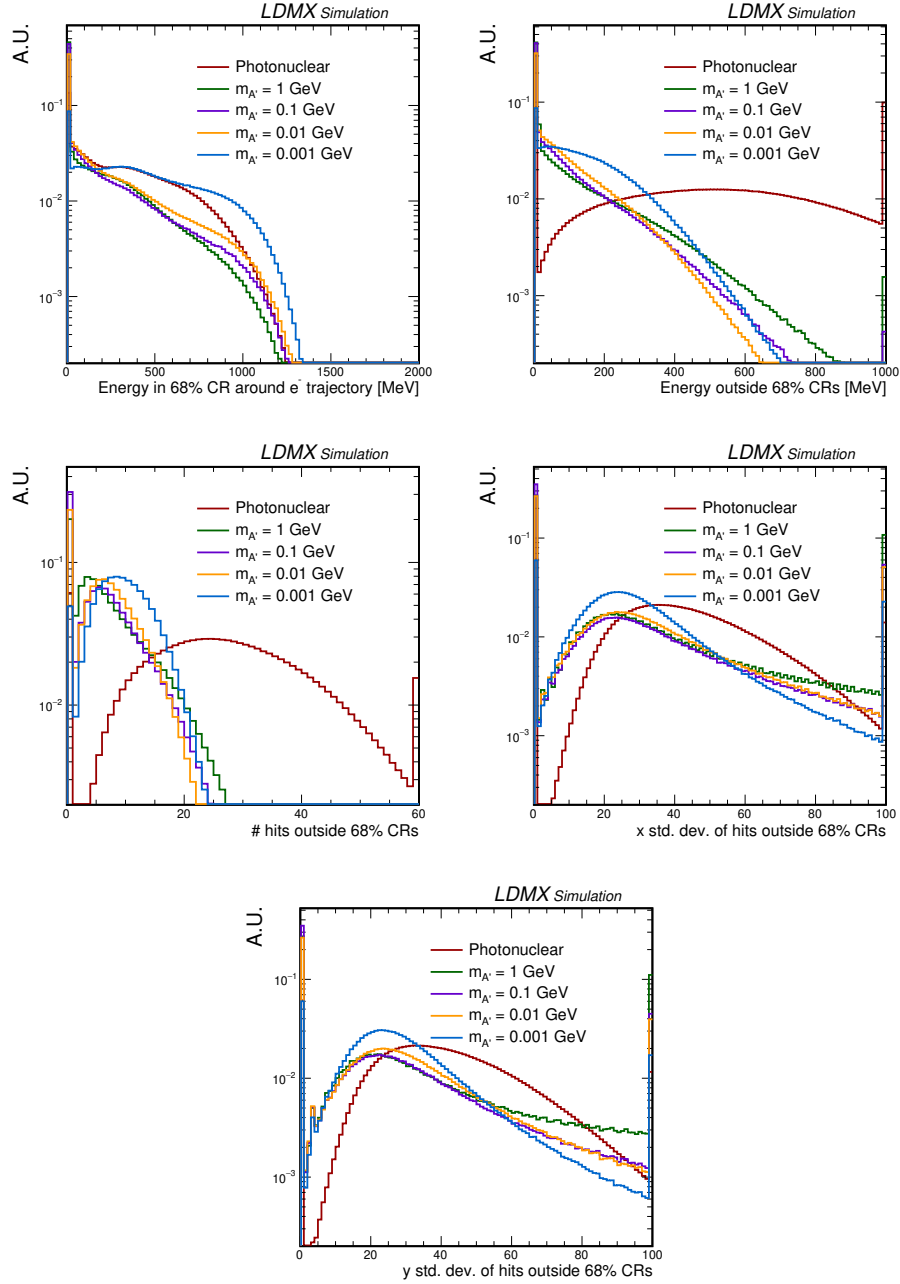 LDMX Simulation
A.U.
Photonuclear
m_A' = 1 GeV
m_A' = 0.1 GeV
m_A' = 0.01 GeV
m_A' = 0.001 GeV
10⁻¹
10⁻²
10⁻³
0 500 1000 1500 2000
Energy in 68% CR around e⁻ trajectory [MeV]
LDMX Simulation
A.U.
Photonuclear
m_A' = 1 GeV
m_A' = 0.1 GeV
m_A' = 0.01 GeV
m_A' = 0.001 GeV
10⁻¹
10⁻²
10⁻³
0 200 400 600 800 1000
Energy outside 68% CRs [MeV]
LDMX Simulation
A.U.
Photonuclear
m_A' = 1 GeV
m_A' = 0.1 GeV
m_A' = 0.01 GeV
m_A' = 0.001 GeV
10⁻¹
10⁻²
0 20 40 60
# hits outside 68% CRs
LDMX Simulation
A.U.
Photonuclear
m_A' = 1 GeV
m_A' = 0.1 GeV
m_A' = 0.01 GeV
m_A' = 0.001 GeV
10⁻¹
10⁻²
10⁻³
0 20 40 60 80 100
x std. dev. of hits outside 68% CRs
LDMX Simulation
A.U.
Photonuclear
m_A' = 1 GeV
m_A' = 0.1 GeV
m_A' = 0.01 GeV
m_A' = 0.001 GeV
10⁻¹
10⁻²
10⁻³
0 20 40 60 80 100
y std. dev. of hits outside 68% CRs